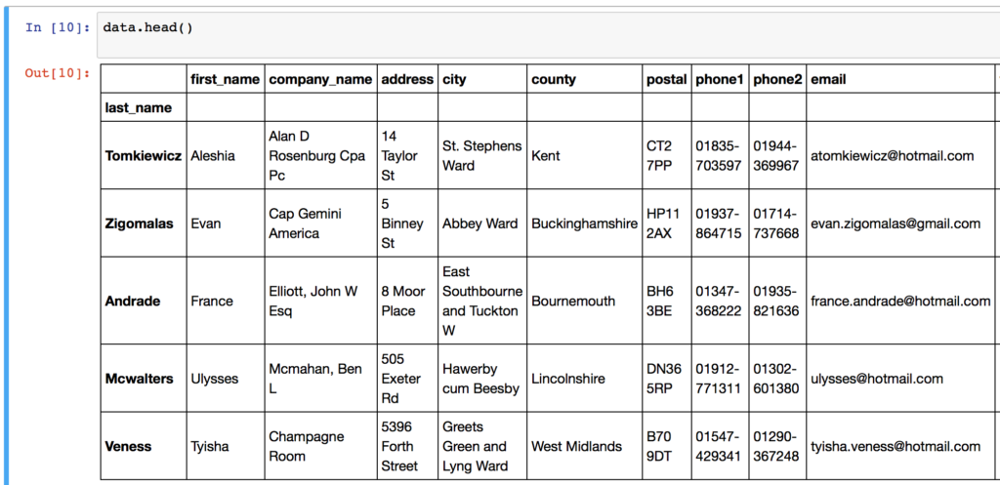 In [10]: data.head()
Out[10]:
first_name company_name address city county postal phone1 phone2 email
last_name
Tomkiewicz Aleshia Alan D Rosenburg Cpa Pc 14 Taylor St St. Stephens Ward Kent CT2 7PP 01835-703597 01944-369967 atomkiewicz@hotmail.com
Zigomalas Evan Cap Gemini America 5 Binney St Abbey Ward Buckinghamshire HP11 2AX 01937-864715 01714-737668 evan.zigomalas@gmail.com
Andrade France Elliott, John W Esq 8 Moor Place East Southbourne and Tuckton W Bournemouth BH6 3BE 01347-368222 01935-821636 france.andrade@hotmail.com
Mcwalters Ulysses Mcmahan, Ben L 505 Exeter Rd Hawerby cum Beesby Lincolnshire DN36 5RP 01912-771311 01302-601380 ulysses@hotmail.com
Veness Tyisha Champagne Room 5396 Forth Street Greets Green and Lyng Ward West Midlands B70 9DT 01547-429341 01290-367248 tyisha.veness@hotmail.com